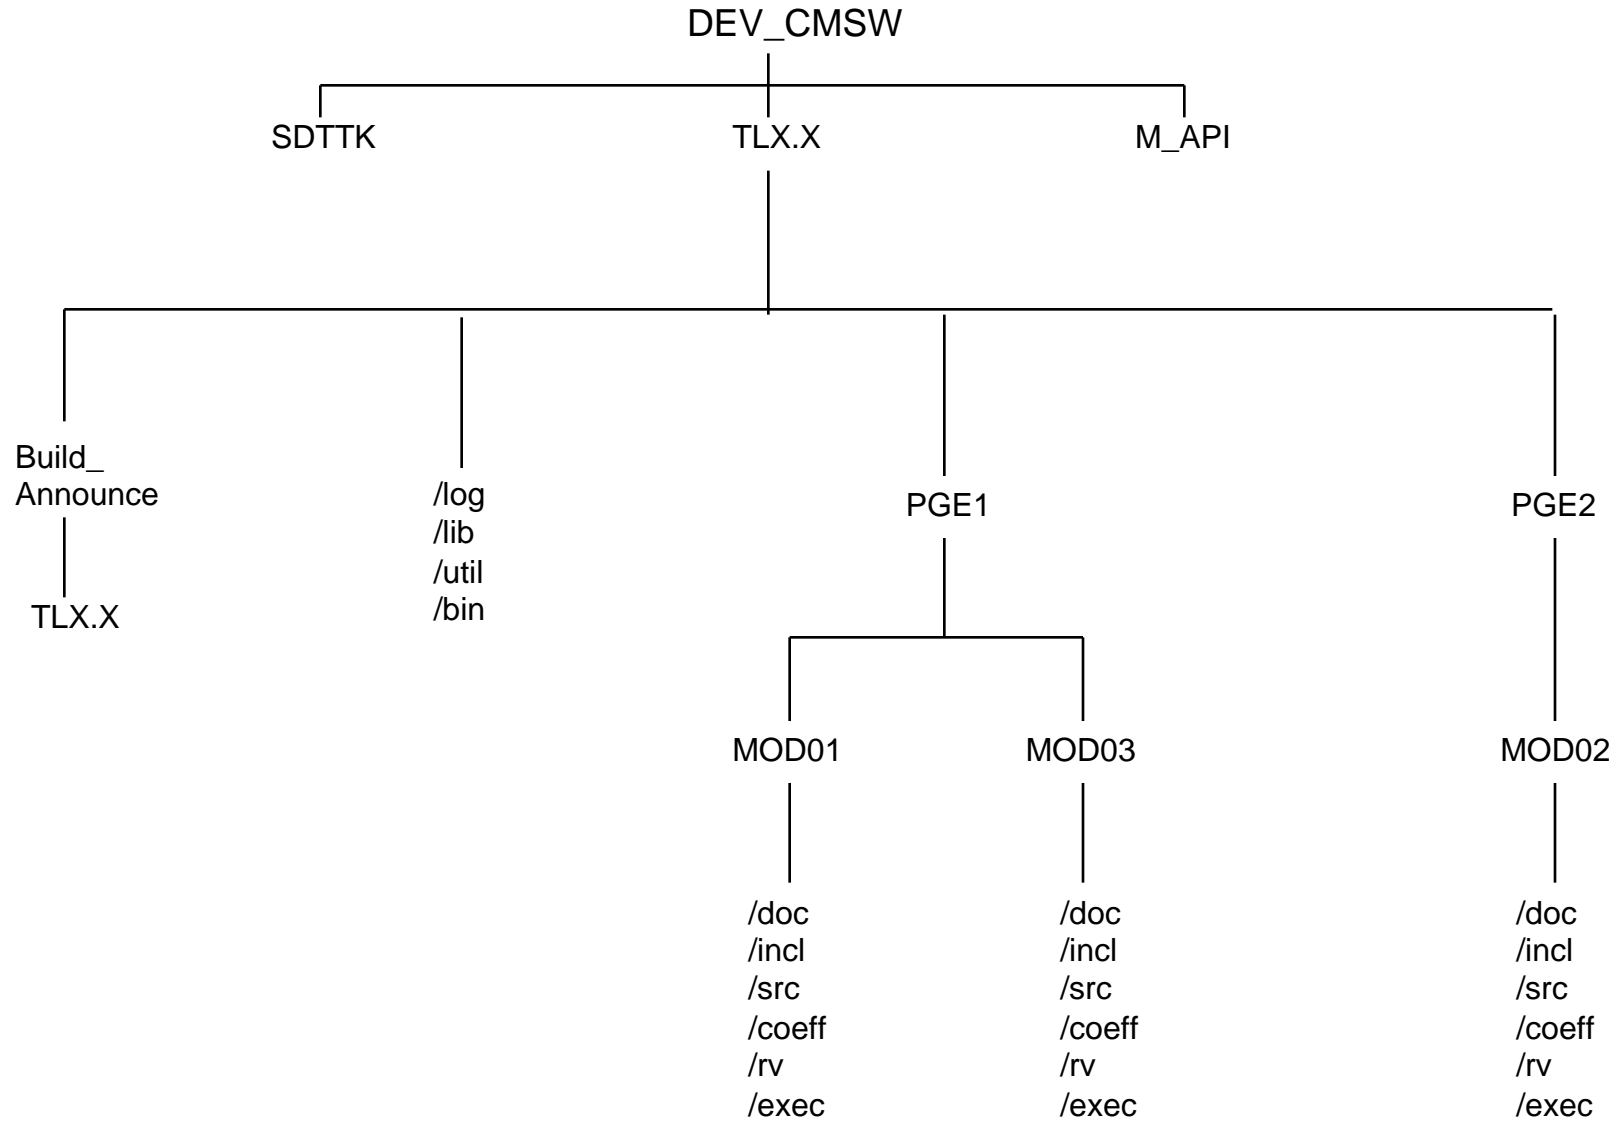 DEV_CMSW
SDTTK
TLX.X
M_API
Build_
Announce
TLX.X
/log
/lib
/util
/bin
PGE1
PGE2
MOD01
MOD03
MOD02
/doc
/incl
/src
/coeff
/rv
/exec
/doc
/incl
/src
/coeff
/rv
/exec
/doc
/incl
/src
/coeff
/rv
/exec